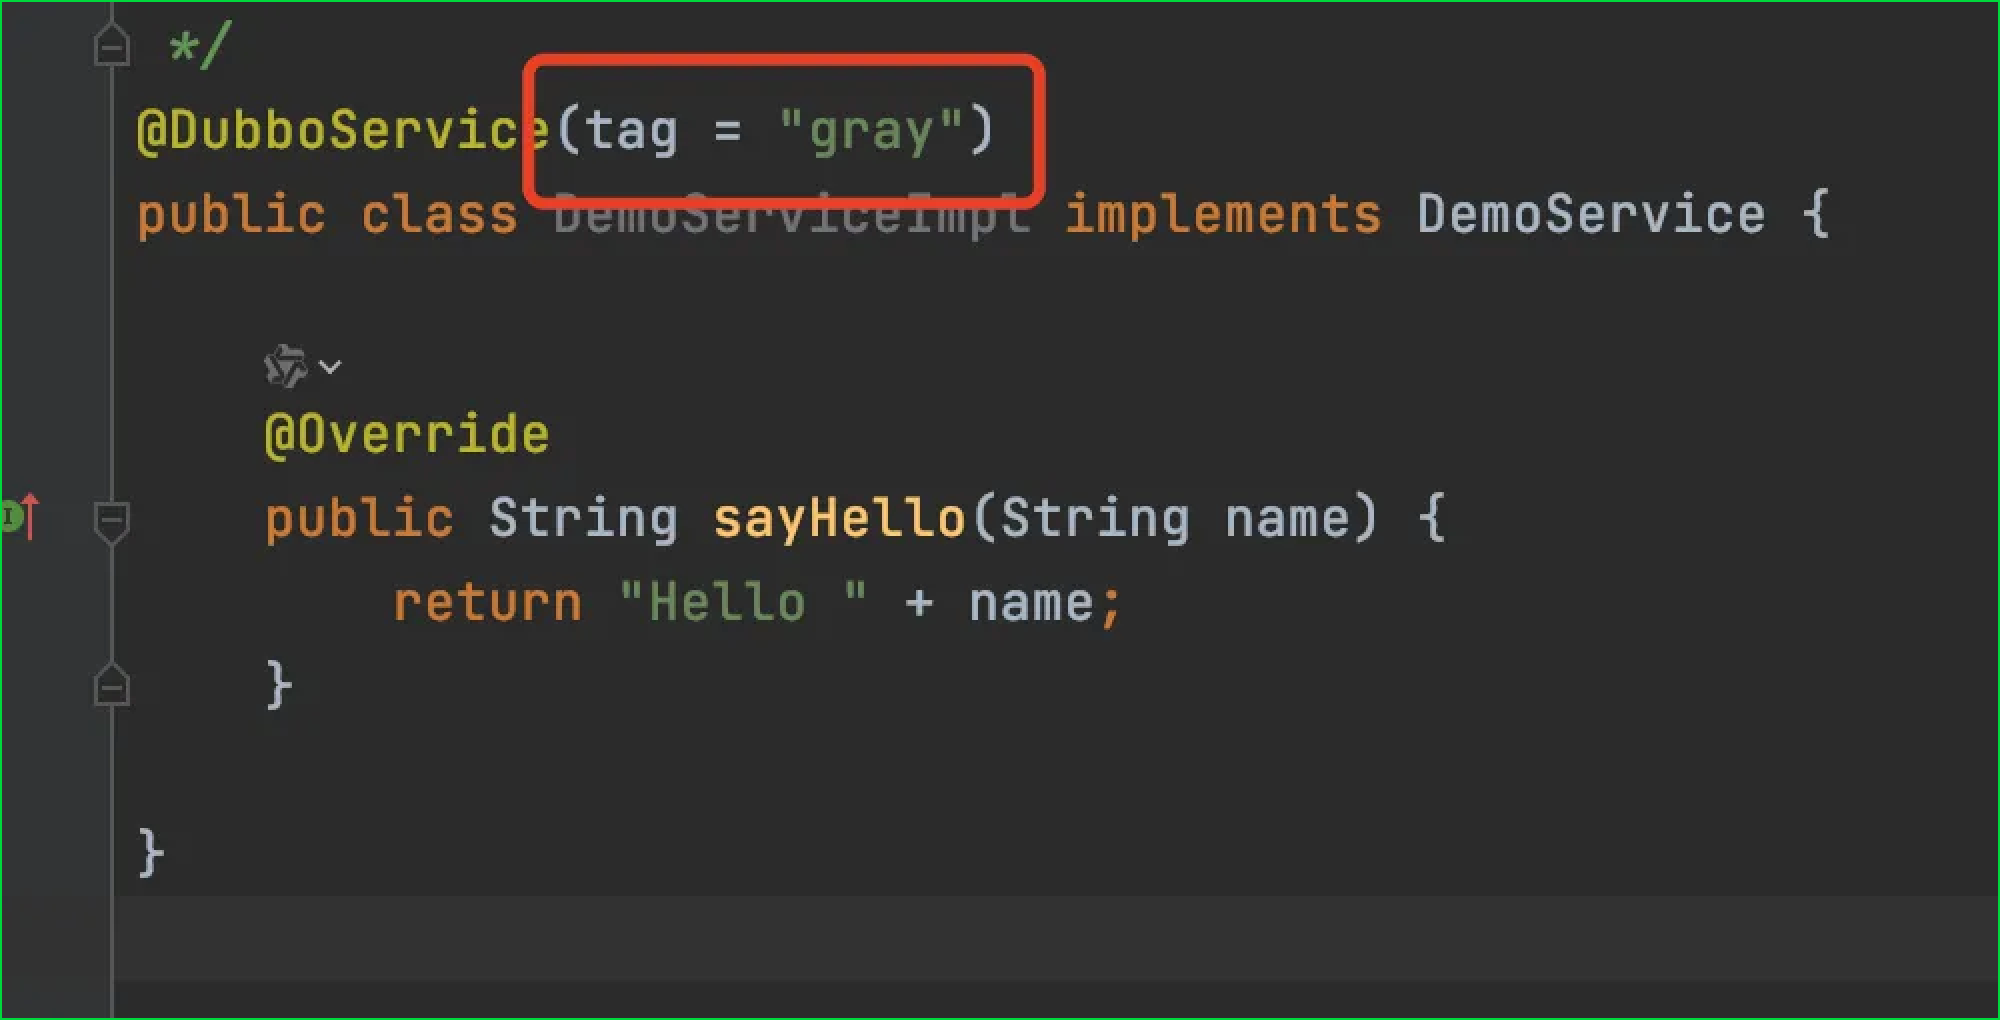 */
@DubboService(tag = "gray")
public class DemoServiceImpl implements DemoService {
@Override
public String sayHello(String name) {
return "Hello " + name;
}
}